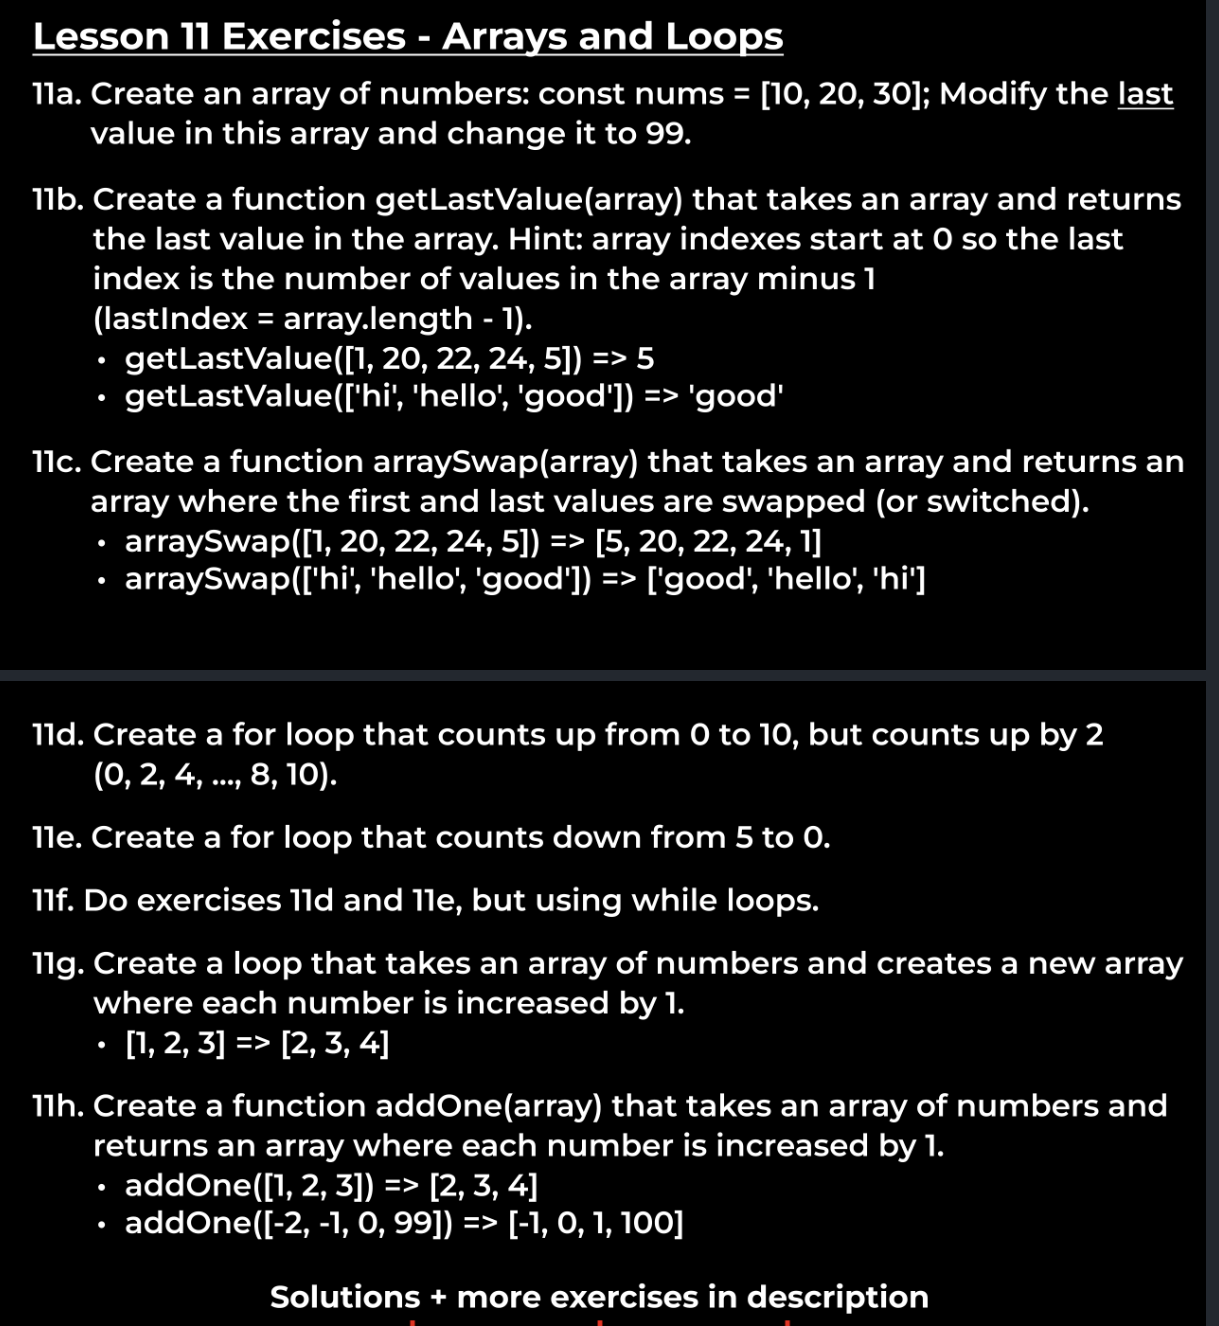 Lesson 11 Exercises - Arrays and Loops
11a. Create an array of numbers: const nums = [10, 20, 30]; Modify the last
value in this array and change it to 99.
11b. Create a function getLastValue(array) that takes an array and returns
the last value in the array. Hint: array indexes start at 0 so the last
index is the number of values in the array minus 1
(lastIndex = array.length - 1).
• getLastValue([1, 20, 22, 24, 5]) => 5
• getLastValue(['hi', 'hello', 'good']) => 'good'
11c. Create a function arraySwap(array) that takes an array and returns an
array where the first and last values are swapped (or switched).
• arraySwap([1, 20, 22, 24, 5]) => [5, 20, 22, 24, 1]
• arraySwap(['hi', 'hello', 'good']) => ['good', 'hello', 'hi']
11d. Create a for loop that counts up from 0 to 10, but counts up by 2
(0, 2, 4, ..., 8, 10).
11e. Create a for loop that counts down from 5 to 0.
11f. Do exercises 11d and 11e, but using while loops.
11g. Create a loop that takes an array of numbers and creates a new array
where each number is increased by 1.
• [1, 2, 3] => [2, 3, 4]
11h. Create a function addOne(array) that takes an array of numbers and
returns an array where each number is increased by 1.
• addOne([1, 2, 3]) => [2, 3, 4]
• addOne([-2, -1, 0, 99]) => [-1, 0, 1, 100]
Solutions + more exercises in description